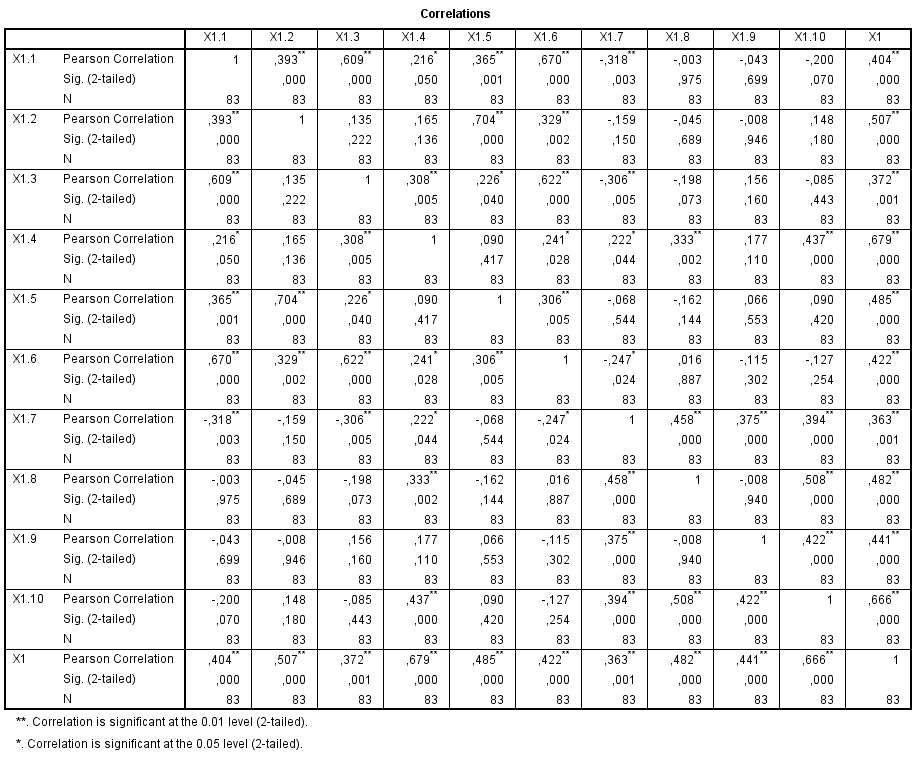 Correlations
X1.1 X1.2 X1.3 X1.4 X1.5 X1.6 X1.7 X1.8 X1.9 X1.10 X1
X1.1 Pearson Correlation 1 ,393** ,609** ,216* ,365** ,670** -,318** -,003 -,043 -,200 ,404**
Sig. (2-tailed) ,000 ,000 ,050 ,001 ,000 ,003 ,975 ,699 ,070 ,000
N 83 83 83 83 83 83 83 83 83 83 83
X1.2 Pearson Correlation ,393** 1 ,135 ,165 ,704** ,329** -,159 -,045 -,008 ,148 ,507**
Sig. (2-tailed) ,000 ,222 ,136 ,000 ,002 ,150 ,689 ,946 ,180 ,000
N 83 83 83 83 83 83 83 83 83 83 83
X1.3 Pearson Correlation ,609** ,135 1 ,308** ,226* ,622** -,306** -,198 ,156 -,085 ,372**
Sig. (2-tailed) ,000 ,222 ,005 ,040 ,000 ,005 ,073 ,160 ,443 ,001
N 83 83 83 83 83 83 83 83 83 83 83
X1.4 Pearson Correlation ,216* ,165 ,308** 1 ,090 ,241* ,222* ,333** ,177 ,437** ,679**
Sig. (2-tailed) ,050 ,136 ,005 ,417 ,028 ,044 ,002 ,110 ,000 ,000
N 83 83 83 83 83 83 83 83 83 83 83
X1.5 Pearson Correlation ,365** ,704** ,226* ,090 1 ,306** -,068 -,162 ,066 ,090 ,485**
Sig. (2-tailed) ,001 ,000 ,040 ,417 ,005 ,544 ,144 ,553 ,420 ,000
N 83 83 83 83 83 83 83 83 83 83 83
X1.6 Pearson Correlation ,670** ,329** ,622** ,241* ,306** 1 -,247* ,016 -,115 -,127 ,422**
Sig. (2-tailed) ,000 ,002 ,000 ,028 ,005 ,024 ,887 ,302 ,254 ,000
N 83 83 83 83 83 83 83 83 83 83 83
X1.7 Pearson Correlation -,318** -,159 -,306** ,222* -,068 -,247* 1 ,458** ,375** ,394** ,363**
Sig. (2-tailed) ,003 ,150 ,005 ,044 ,544 ,024 ,000 ,000 ,000 ,001
N 83 83 83 83 83 83 83 83 83 83 83
X1.8 Pearson Correlation -,003 -,045 -,198 ,333** -,162 ,016 ,458** 1 -,008 ,508** ,482**
Sig. (2-tailed) ,975 ,689 ,073 ,002 ,144 ,887 ,000 ,940 ,000 ,000
N 83 83 83 83 83 83 83 83 83 83 83
X1.9 Pearson Correlation -,043 -,008 ,156 ,177 ,066 -,115 ,375** -,008 1 ,422** ,441**
Sig. (2-tailed) ,699 ,946 ,160 ,110 ,553 ,302 ,000 ,940 ,000 ,000
N 83 83 83 83 83 83 83 83 83 83 83
X1.10 Pearson Correlation -,200 ,148 -,085 ,437** ,090 -,127 ,394** ,508** ,422** 1 ,666**
Sig. (2-tailed) ,070 ,180 ,443 ,000 ,420 ,254 ,000 ,000 ,000 ,000
N 83 83 83 83 83 83 83 83 83 83 83
X1 Pearson Correlation ,404** ,507** ,372** ,679** ,485** ,422** ,363** ,482** ,441** ,666** 1
Sig. (2-tailed) ,000 ,000 ,001 ,000 ,000 ,000 ,001 ,000 ,000 ,000
N 83 83 83 83 83 83 83 83 83 83 83
**. Correlation is significant at the 0.01 level (2-tailed).
*. Correlation is significant at the 0.05 level (2-tailed).